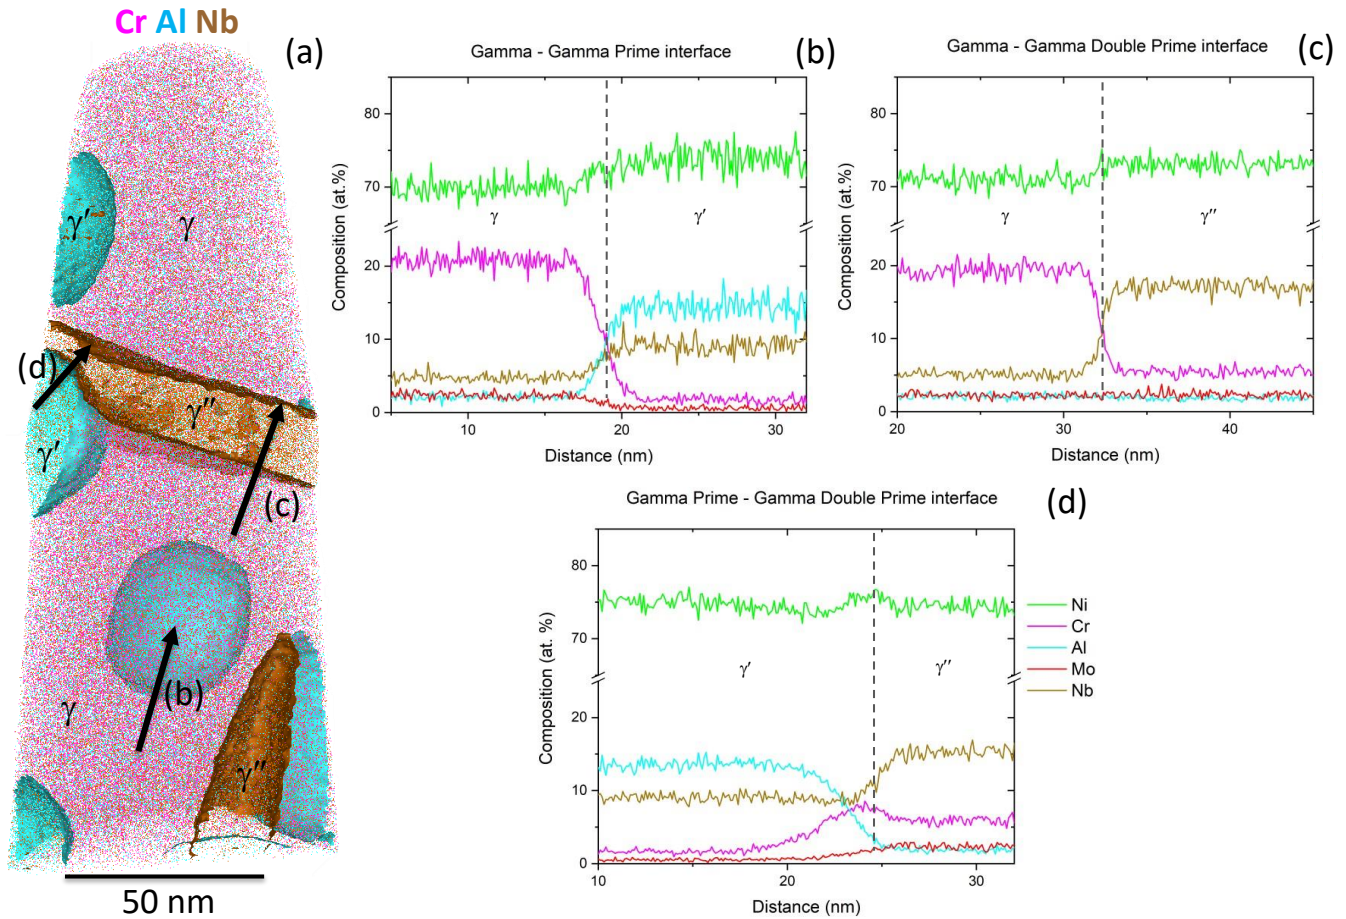 Cr Al Nb
(a)
γ′
γ
(d)
γ″
γ′
(c)
(b)
γ
γ″
50 nm
Gamma - Gamma Prime interface
(b)
Composition (at.%)
80
70
20
10
0
γ
γ′
10
20
30
Distance (nm)
Gamma - Gamma Double Prime interface
(c)
Composition (at.%)
80
70
20
10
0
γ
γ″
20
30
40
Distance (nm)
Gamma Prime - Gamma Double Prime interface
(d)
Composition (at. %)
80
70
20
10
0
γ′
γ″
10
20
30
Distance (nm)
Ni
Cr
Al
Mo
Nb